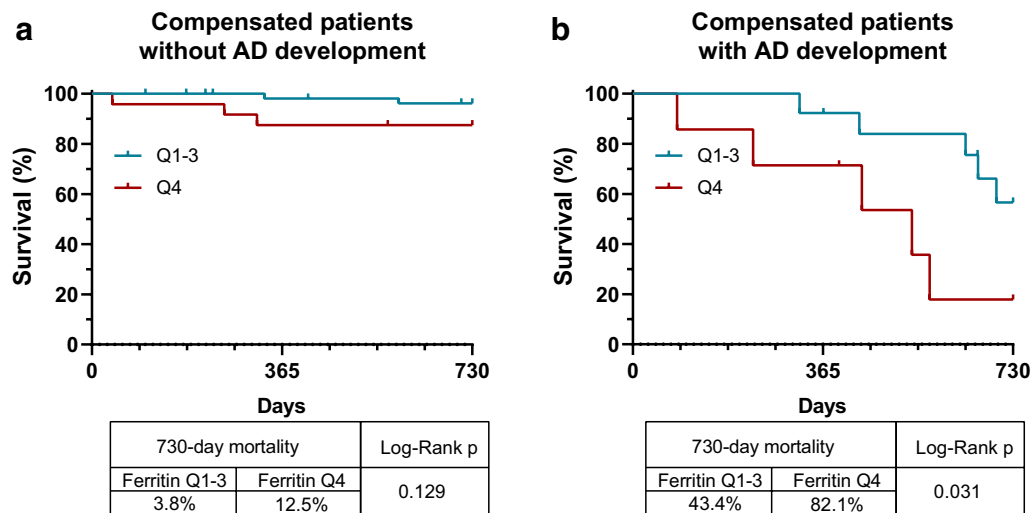 a
Compensated patients
without AD development
Survival (%)
100
80
60
40
20
0
Q1-3
Q4
0 365 730
Days
730-day mortality Log-Rank p
Ferritin Q1-3 Ferritin Q4
3.8% 12.5% 0.129
b
Compensated patients
with AD development
Survival (%)
100
80
60
40
20
0
Q1-3
Q4
0 365 730
Days
730-day mortality Log-Rank p
Ferritin Q1-3 Ferritin Q4
43.4% 82.1% 0.031